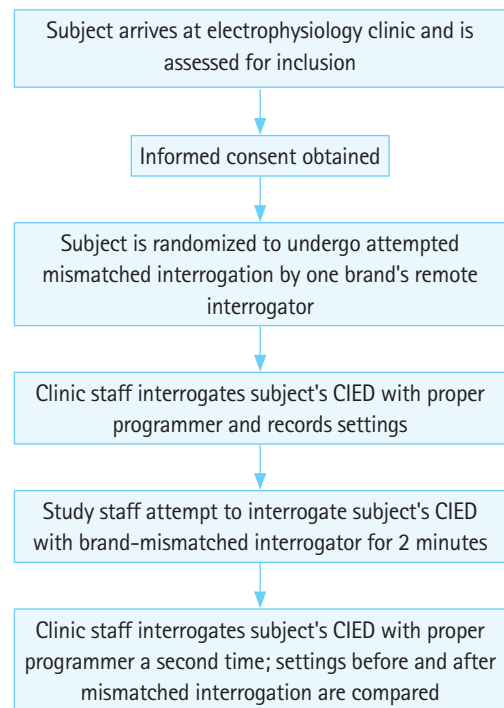 Subject arrives at electrophysiology clinic and is
assessed for inclusion
Informed consent obtained
Subject is randomized to undergo attempted
mismatched interrogation by one brand's remote
interrogator
Clinic staff interrogates subject's CIED with proper
programmer and records settings
Study staff attempt to interrogate subject's CIED
with brand-mismatched interrogator for 2 minutes
Clinic staff interrogates subject's CIED with proper
programmer a second time; settings before and after
mismatched interrogation are compared